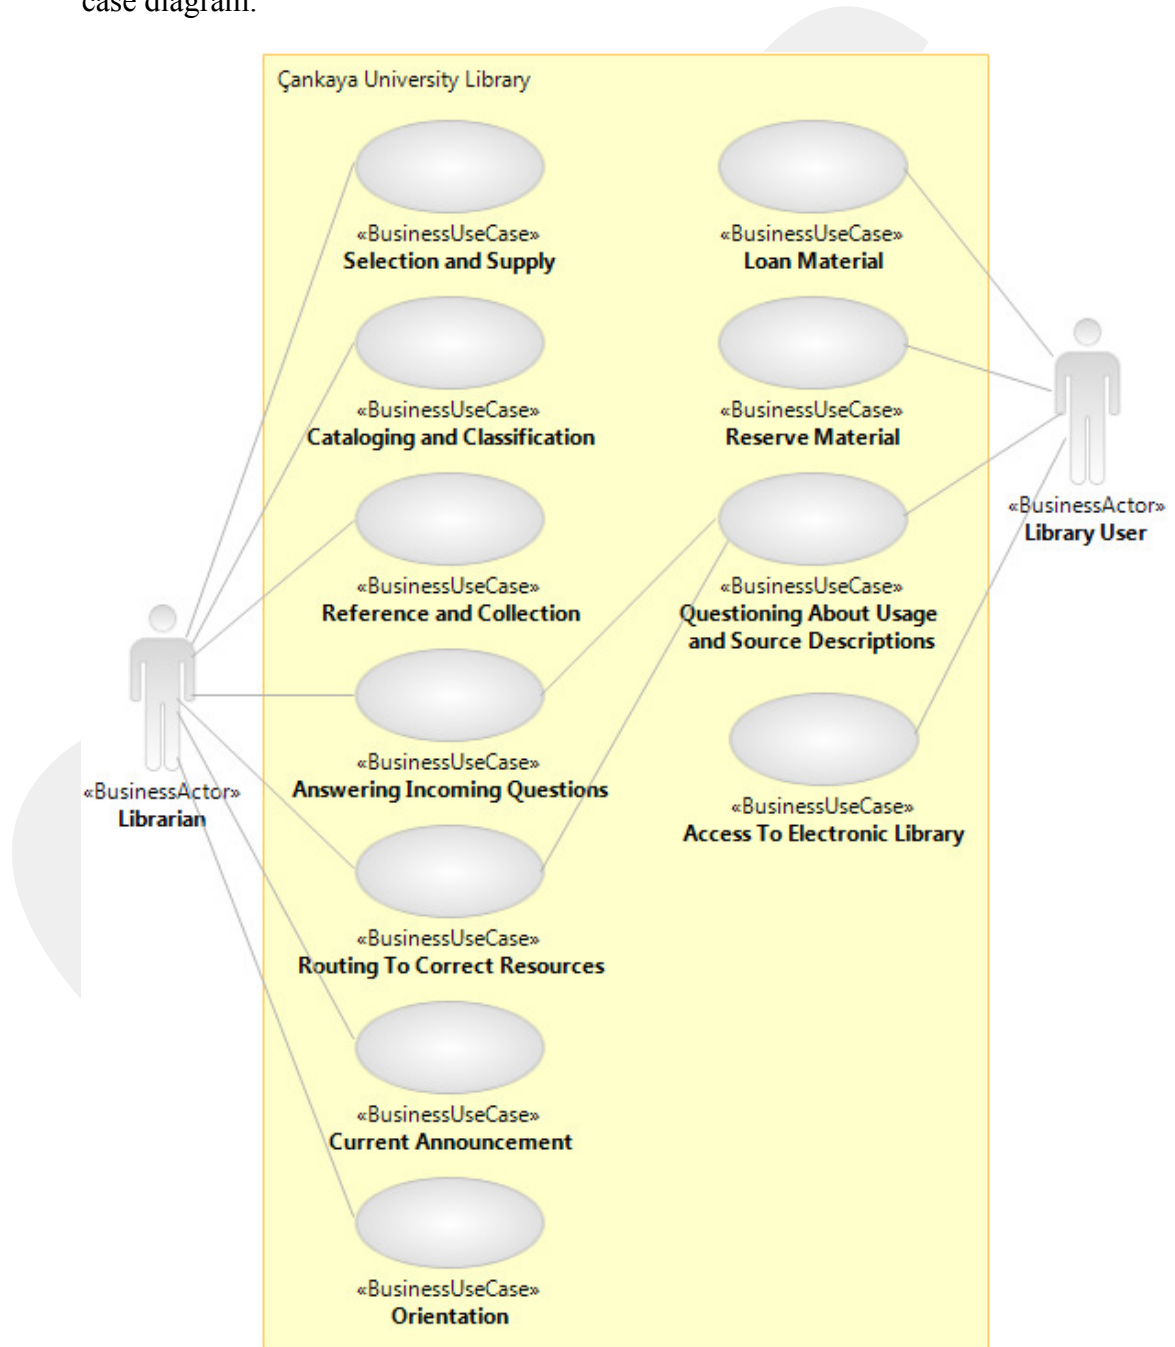 case diagram.
Çankaya University Library
«BusinessUseCase»
Selection and Supply
«BusinessUseCase»
Loan Material
«BusinessUseCase»
Cataloging and Classification
«BusinessUseCase»
Reserve Material
«BusinessActor»
Library User
«BusinessUseCase»
Reference and Collection
«BusinessUseCase»
Questioning About Usage
and Source Descriptions
«BusinessUseCase»
Answering Incoming Questions
«BusinessActor»
Librarian
«BusinessUseCase»
Access To Electronic Library
«BusinessUseCase»
Routing To Correct Resources
«BusinessUseCase»
Current Announcement
«BusinessUseCase»
Orientation